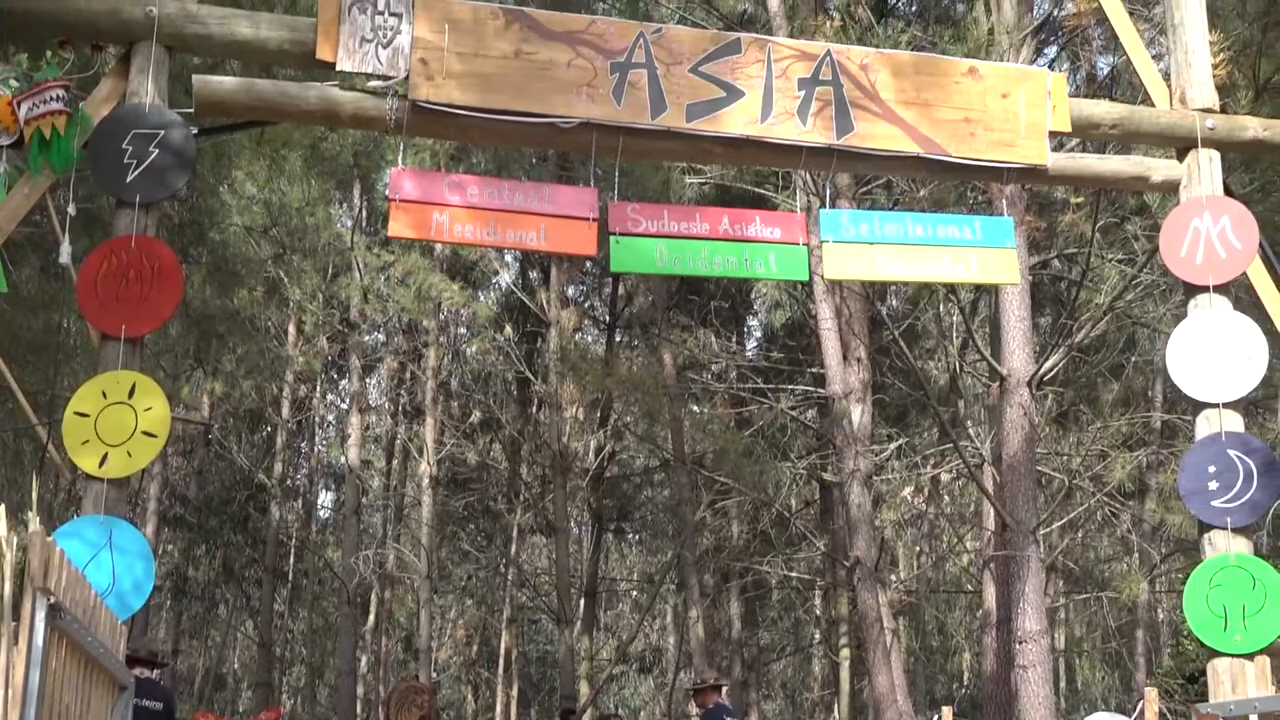 ÁSIA
Central
Meridional
Sudoeste Asiático
Ocidental
Setentrional